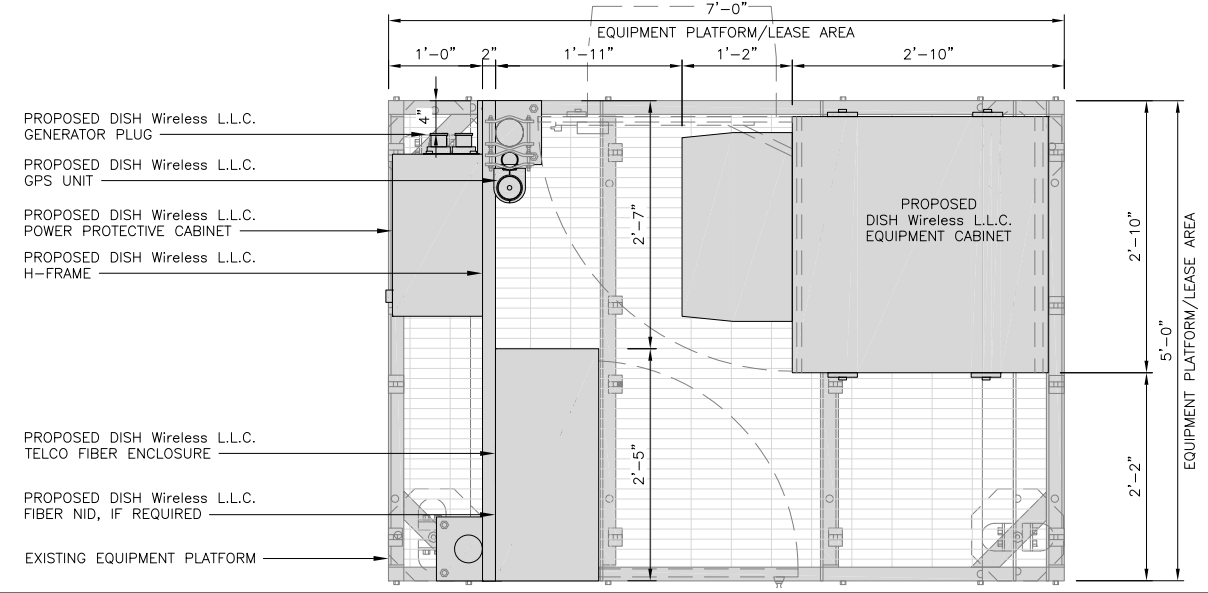 7'-0"
EQUIPMENT PLATFORM/LEASE AREA
1'-0"
2"
1'-11"
1'-2"
2'-10"
4"
PROPOSED DISH Wireless L.L.C.
GENERATOR PLUG
PROPOSED DISH Wireless L.L.C.
GPS UNIT
PROPOSED DISH Wireless L.L.C.
POWER PROTECTIVE CABINET
PROPOSED DISH Wireless L.L.C.
H-FRAME
2'-7"
PROPOSED
DISH Wireless L.L.C.
EQUIPMENT CABINET
2'-10"
5'-0"
EQUIPMENT PLATFORM/LEASE AREA
PROPOSED DISH Wireless L.L.C.
TELCO FIBER ENCLOSURE
2'-5"
2'-2"
PROPOSED DISH Wireless L.L.C.
FIBER NID, IF REQUIRED
EXISTING EQUIPMENT PLATFORM